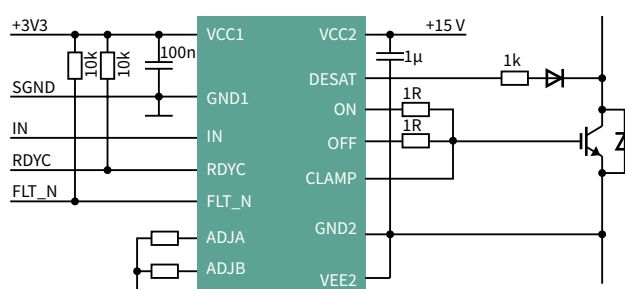 +3V3 VCC1 VCC2 +15 V
10k 10k 100n 1µ
SGND GND1 DESAT 1k
ON 1R
IN IN OFF 1R
RDYC RDYC CLAMP
FLT_N FLT_N
ADJA GND2
ADJB VEE2